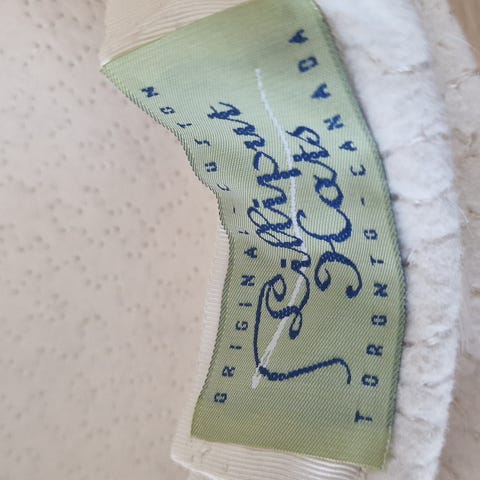 ORIGINAL-CUSTOM
Lilliput
Hats
TORONTO-CANADA